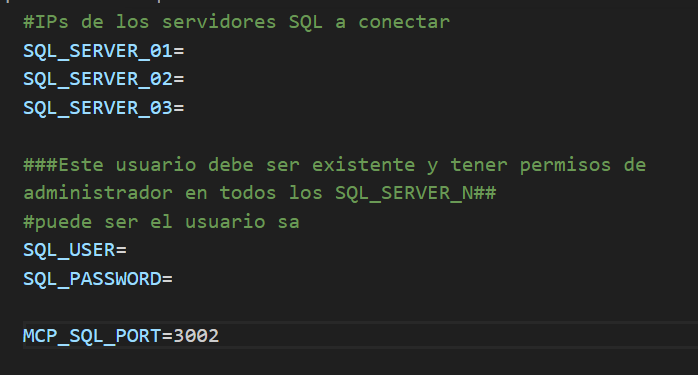 #IPs de los servidores SQL a conectar
SQL_SERVER_01=
SQL_SERVER_02=
SQL_SERVER_03=
###Este usuario debe ser existente y tener permisos de
administrador en todos los SQL_SERVER_N##
#puede ser el usuario sa
SQL_USER=
SQL_PASSWORD=
MCP_SQL_PORT=3002